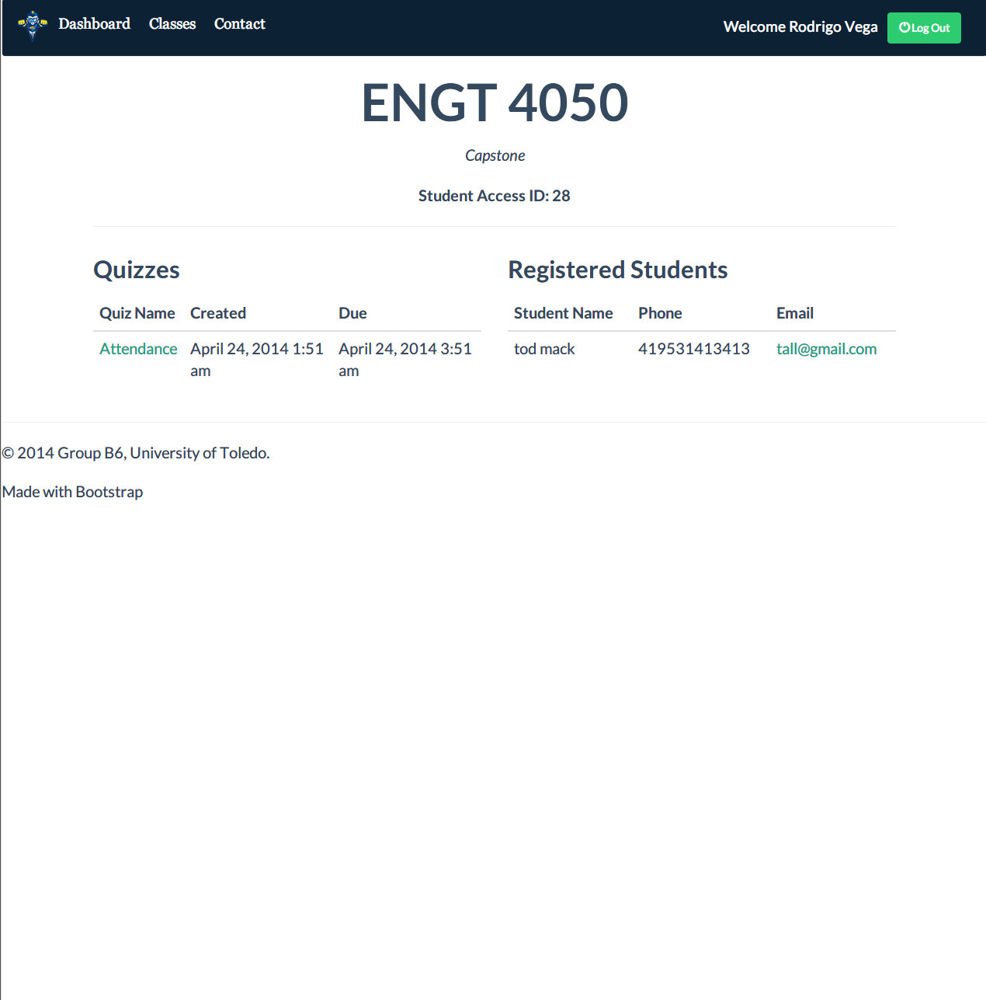 Dashboard Classes Contact Welcome Rodrigo Vega Log Out
ENGT 4050
Capstone
Student Access ID: 28
Quizzes
Quiz Name Created Due
Attendance April 24, 2014 1:51 am April 24, 2014 3:51 am
Registered Students
Student Name Phone Email
tod mack 419531413413 tall@gmail.com
© 2014 Group B6, University of Toledo.
Made with Bootstrap